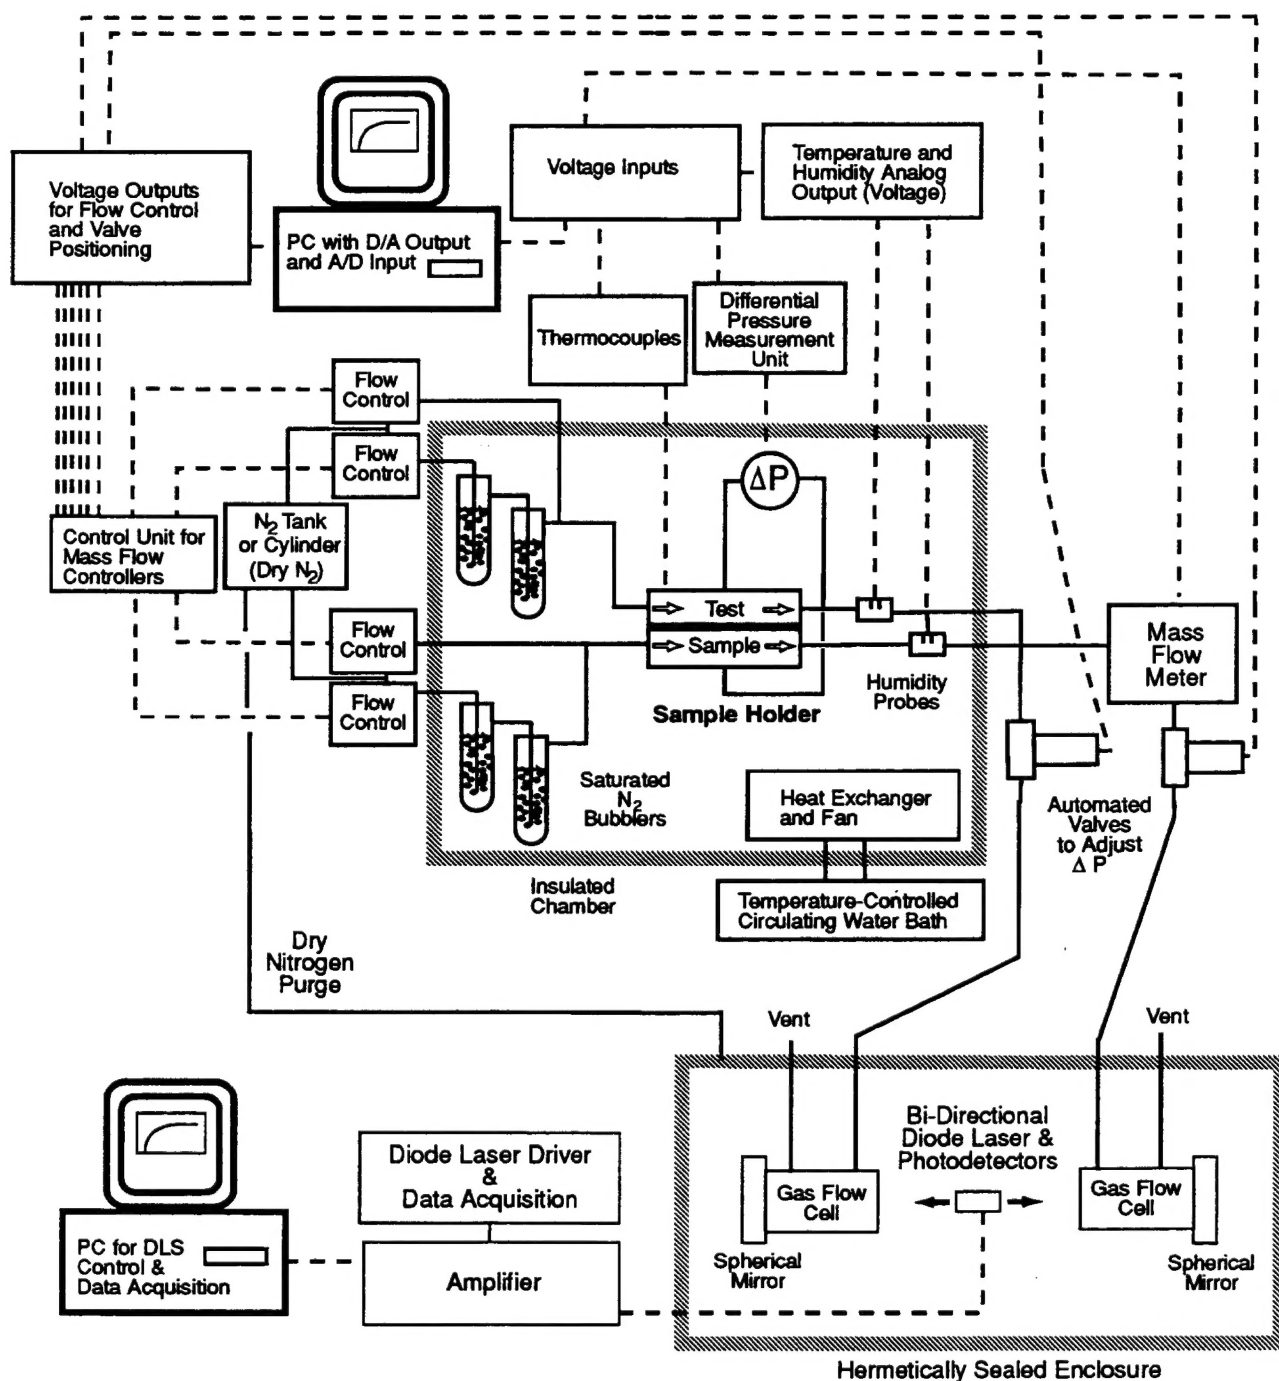 Voltage Outputs
for Flow Control
and Valve
Positioning
PC with D/A Output
and A/D Input
Voltage Inputs
Temperature and
Humidity Analog
Output (Voltage)
Thermocouples
Differential
Pressure
Measurement
Unit
Flow
Control
Flow
Control
Control Unit for
Mass Flow
Controllers
N2 Tank
or Cylinder
(Dry N2)
Flow
Control
Flow
Control
ΔP
Test
Sample
Sample Holder
Humidity
Probes
Mass
Flow
Meter
Saturated
N2
Bubblers
Heat Exchanger
and Fan
Automated
Valves
to Adjust
Δ P
Insulated
Chamber
Temperature-Controlled
Circulating Water Bath
Dry
Nitrogen
Purge
Vent
Vent
Bi-Directional
Diode Laser &
Photodetectors
Gas Flow
Cell
Gas Flow
Cell
Spherical
Mirror
Spherical
Mirror
Diode Laser Driver
&
Data Acquisition
Amplifier
PC for DLS
Control &
Data Acquisition
Hermetically Sealed Enclosure